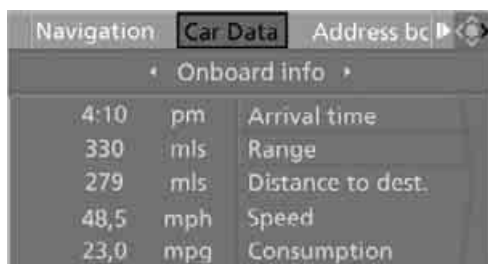 Navigation Car Data Address bc
Onboard info
4:10 pm Arrival time
330 mls Range
279 mls Distance to dest.
48,5 mph Speed
23,0 mpg Consumption